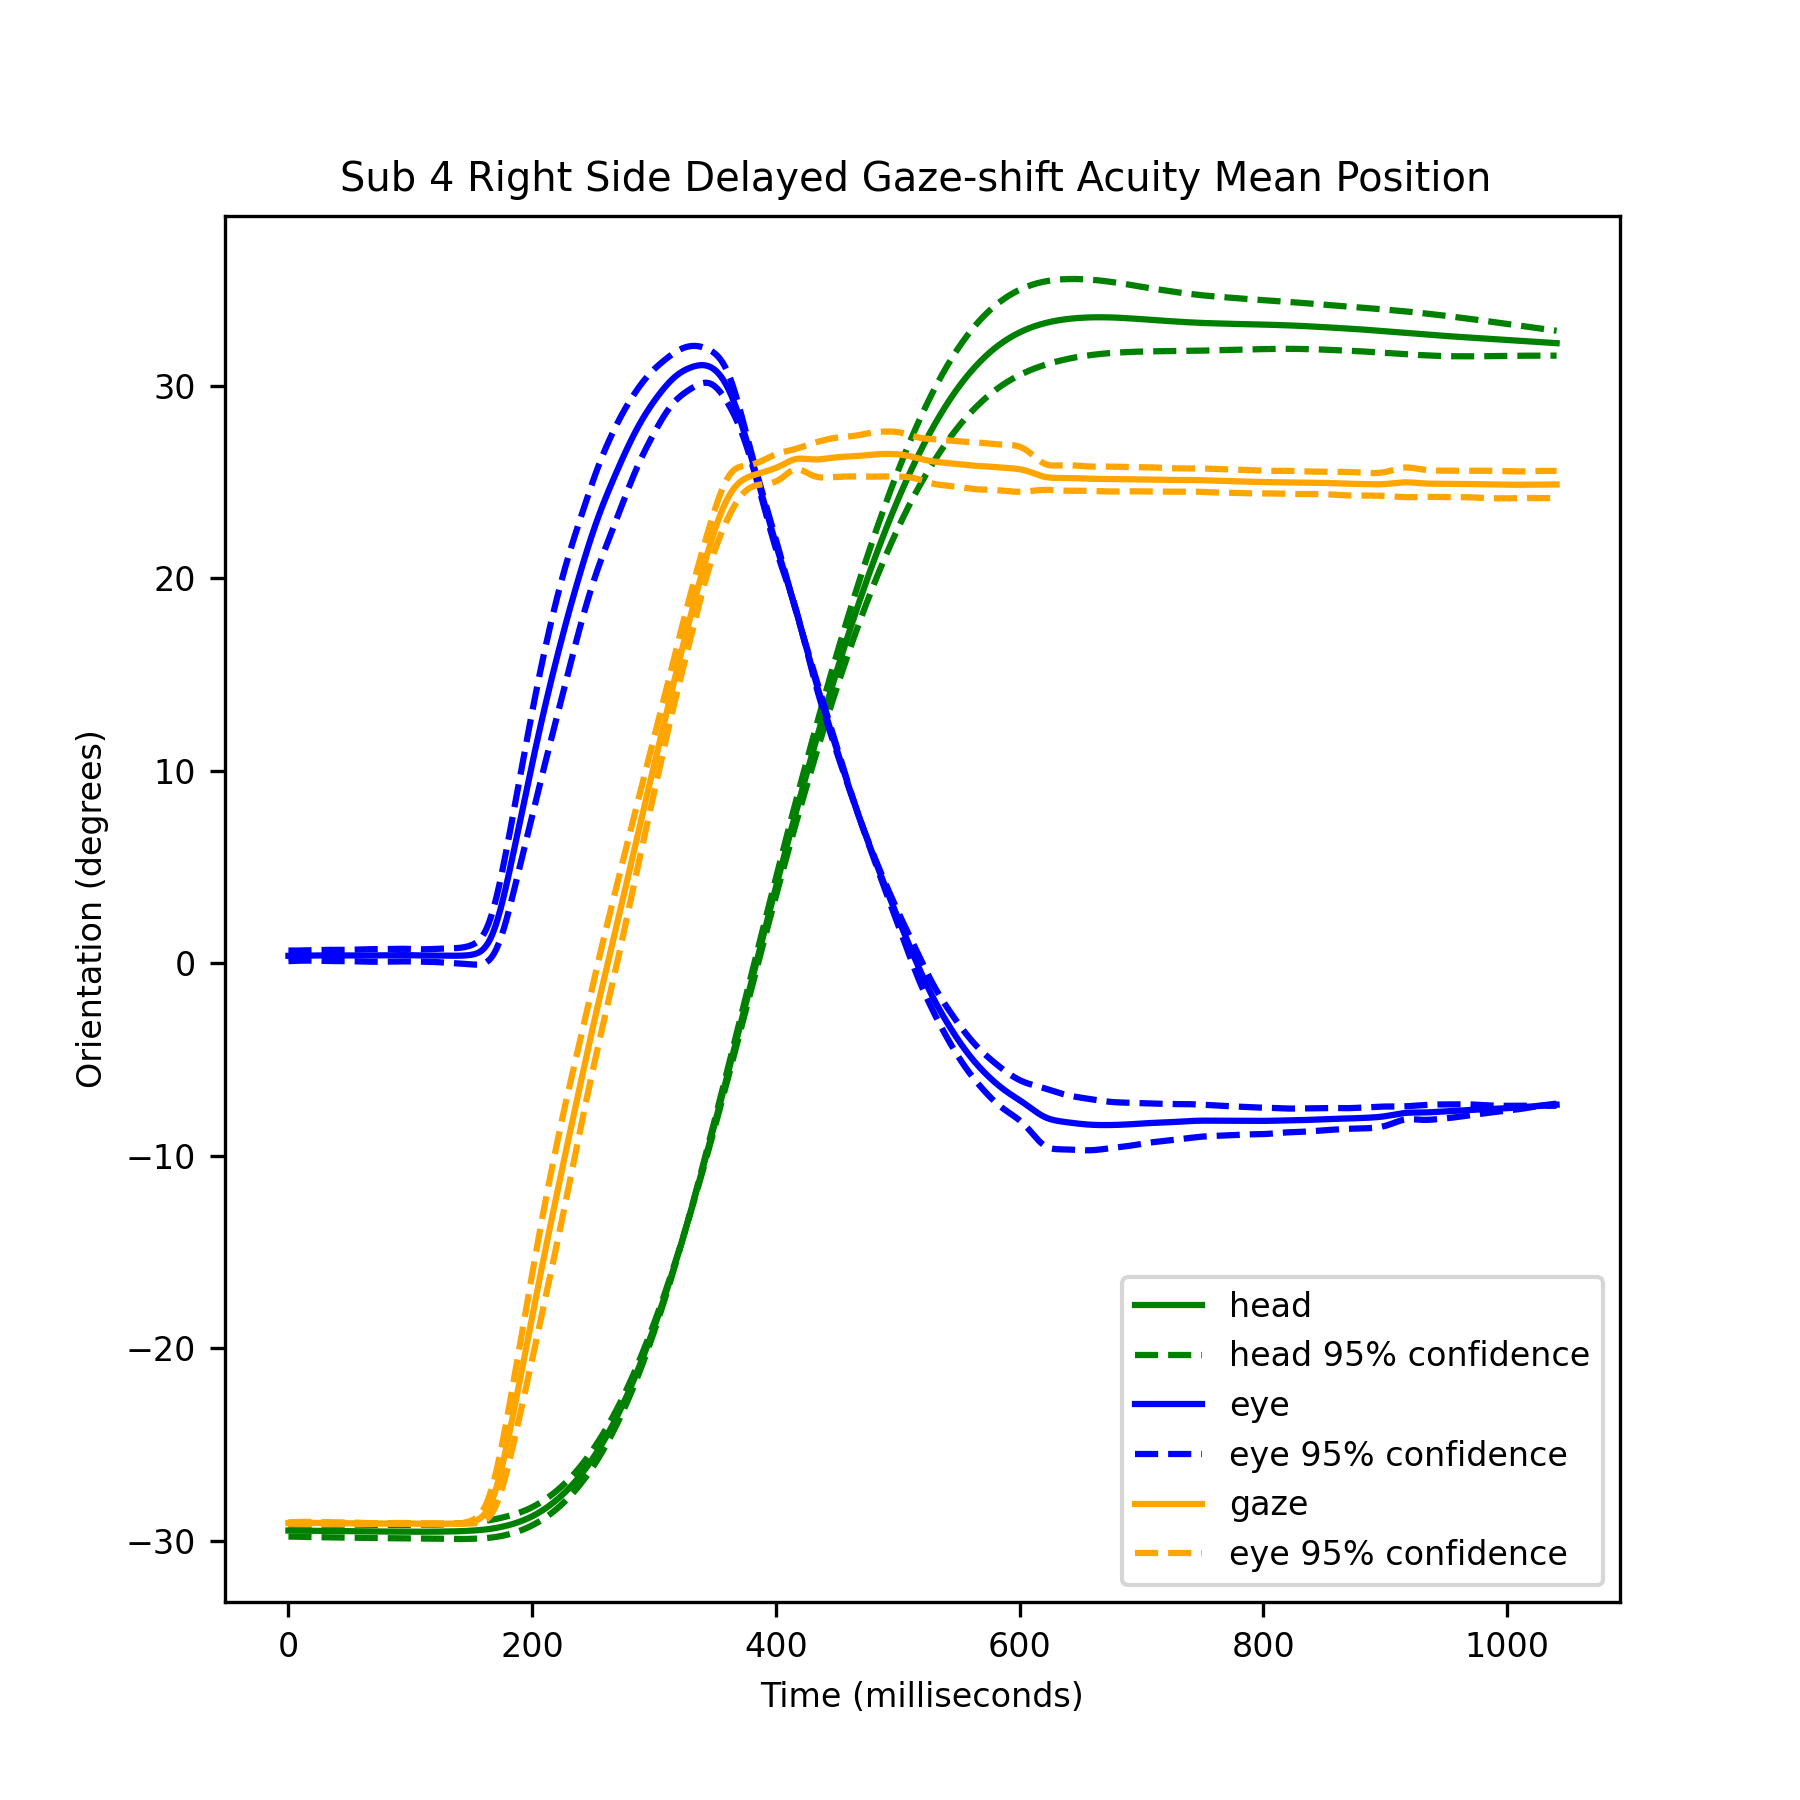 Sub 4 Right Side Delayed Gaze-shift Acuity Mean Position
Orientation (degrees)
30
20
10
0
−10
−20
−30
0 200 400 600 800 1000
Time (milliseconds)
head
head 95% confidence
eye
eye 95% confidence
gaze
eye 95% confidence